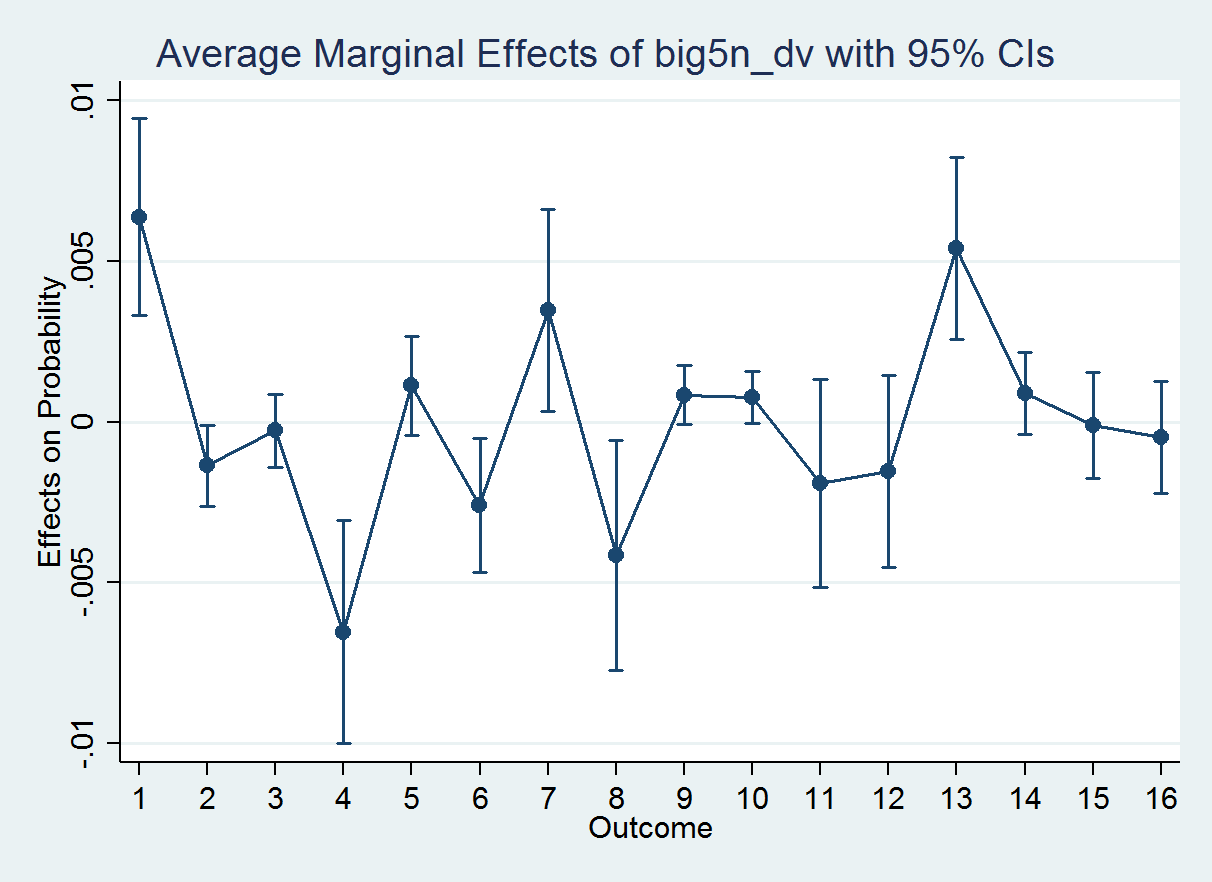 Average Marginal Effects of big5n_dv with 95% CIs
Effects on Probability
.01
.005
0
-.005
-.01
1 2 3 4 5 6 7 8 9 10 11 12 13 14 15 16
Outcome